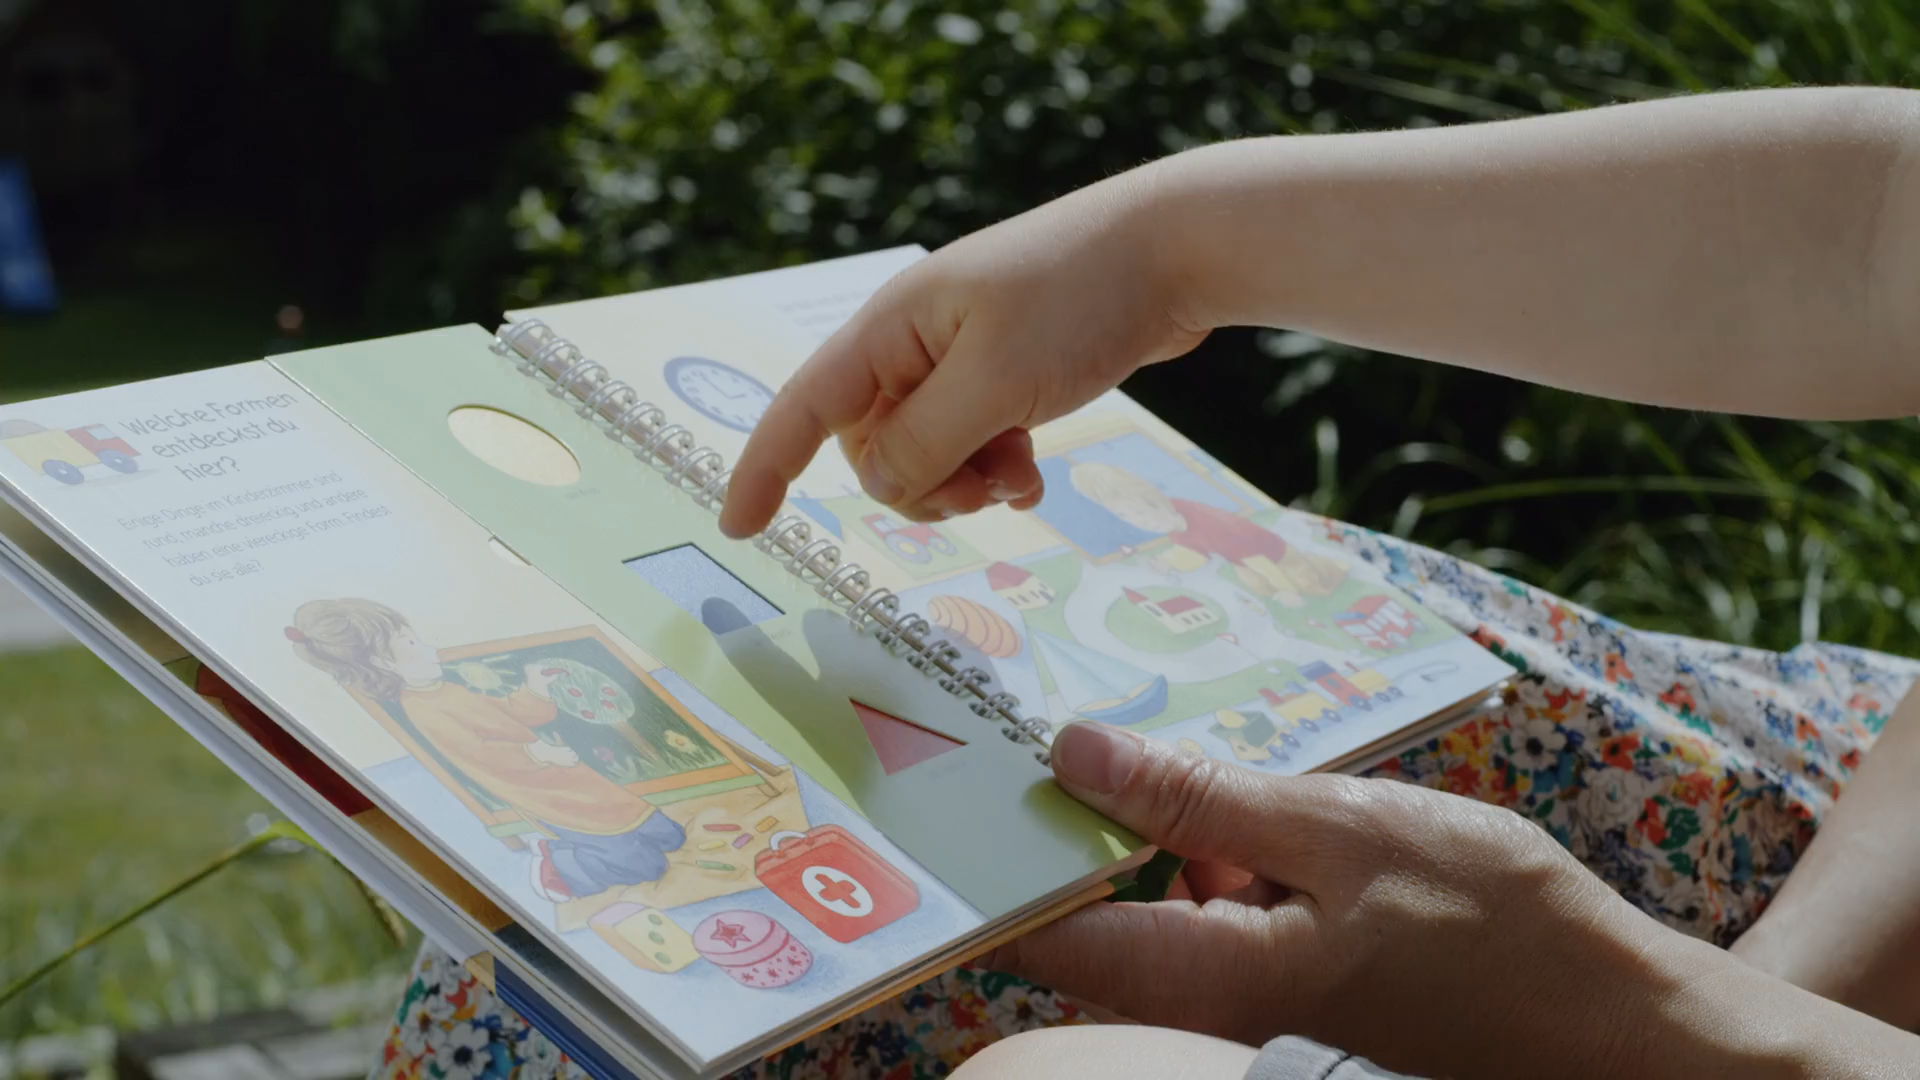 Welche Formen
entdeckst du
hier?
Einige Dinge im Kinderzimmer sind
rund, manche dreieckig und andere
haben eine viereckige Form. Findest
du sie alle?